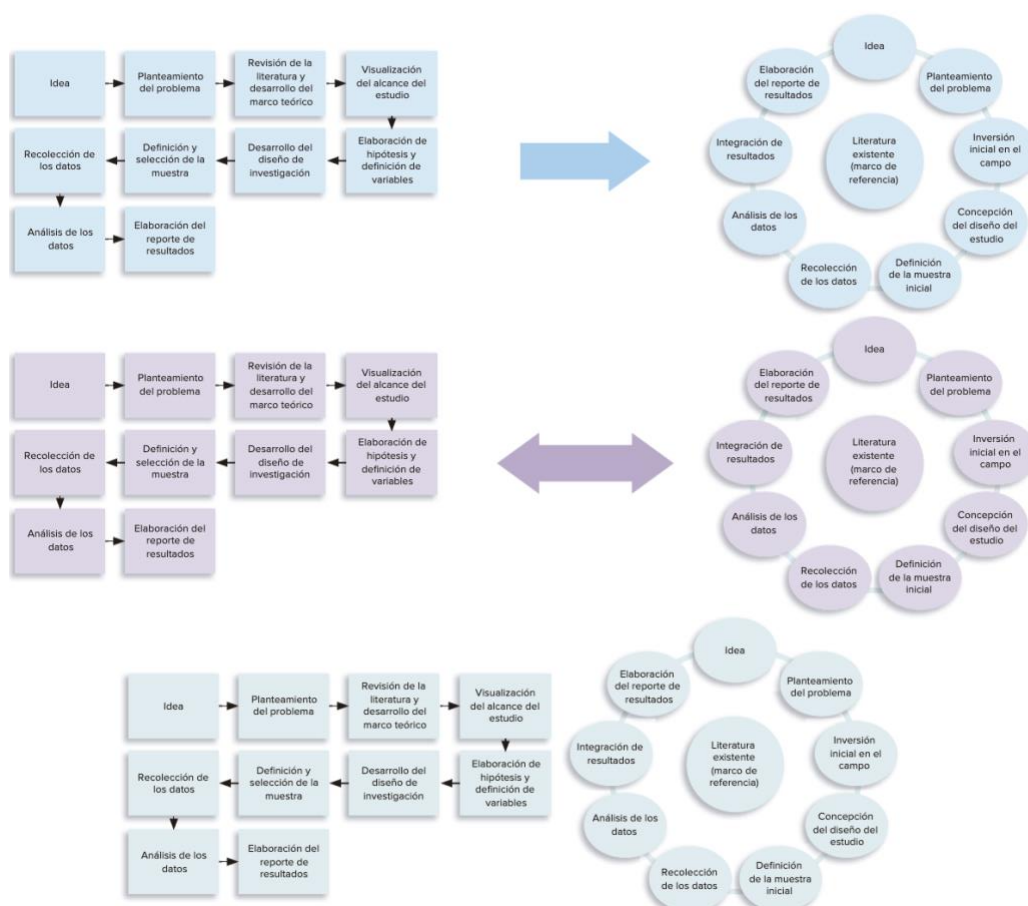 Idea
Planteamiento
del problema
Revisión de la
literatura y
desarrollo del
marco teórico
Visualización
del alcance del
estudio
Recolección de
los datos
Definición y
selección de la
muestra
Desarrollo del
diseño de
investigación
Elaboración de
hipótesis y
definición de
variables
Análisis de los
datos
Elaboración del
reporte de
resultados
Idea
Planteamiento
del problema
Inversión
inicial en el
campo
Concepción
del diseño del
estudio
Definición
de la muestra
inicial
Recolección
de los datos
Análisis de los
datos
Integración de
resultados
Elaboración
del reporte de
resultados
Literatura
existente
(marco de
referencia)
Idea
Planteamiento
del problema
Revisión de la
literatura y
desarrollo del
marco teórico
Visualización
del alcance del
estudio
Recolección de
los datos
Definición y
selección de la
muestra
Desarrollo del
diseño de
investigación
Elaboración de
hipótesis y
definición de
variables
Análisis de los
datos
Elaboración del
reporte de
resultados
Idea
Planteamiento
del problema
Inversión
inicial en el
campo
Concepción
del diseño del
estudio
Definición
de la muestra
inicial
Recolección
de los datos
Análisis de los
datos
Integración de
resultados
Elaboración
del reporte de
resultados
Literatura
existente
(marco de
referencia)
Idea
Planteamiento
del problema
Revisión de la
literatura y
desarrollo del
marco teórico
Visualización
del alcance del
estudio
Recolección de
los datos
Definición y
selección de la
muestra
Desarrollo del
diseño de
investigación
Elaboración de
hipótesis y
definición de
variables
Análisis de los
datos
Elaboración del
reporte de
resultados
Idea
Planteamiento
del problema
Inversión
inicial en el
campo
Concepción
del diseño del
estudio
Definición
de la muestra
inicial
Recolección
de los datos
Análisis de los
datos
Integración de
resultados
Elaboración
del reporte de
resultados
Literatura
existente
(marco de
referencia)